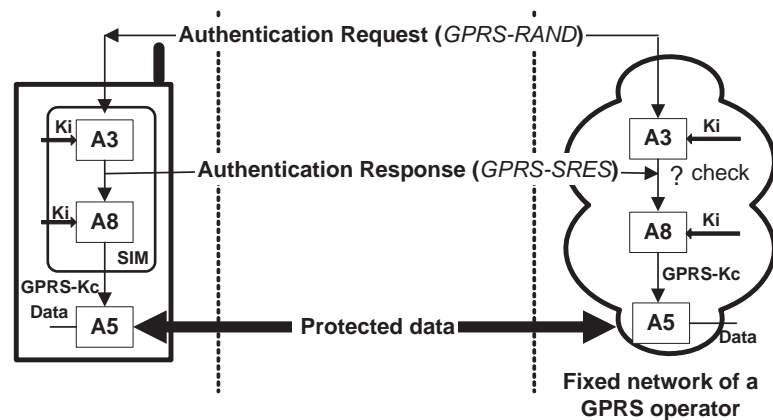 Authentication Request (GPRS-RAND)
Ki
A3
A3
Ki
Authentication Response (GPRS-SRES)
? check
Ki
A8
A8
Ki
SIM
GPRS-Kc
GPRS-Kc
Data
A5
Protected data
A5
Data
Fixed network of a
GPRS operator